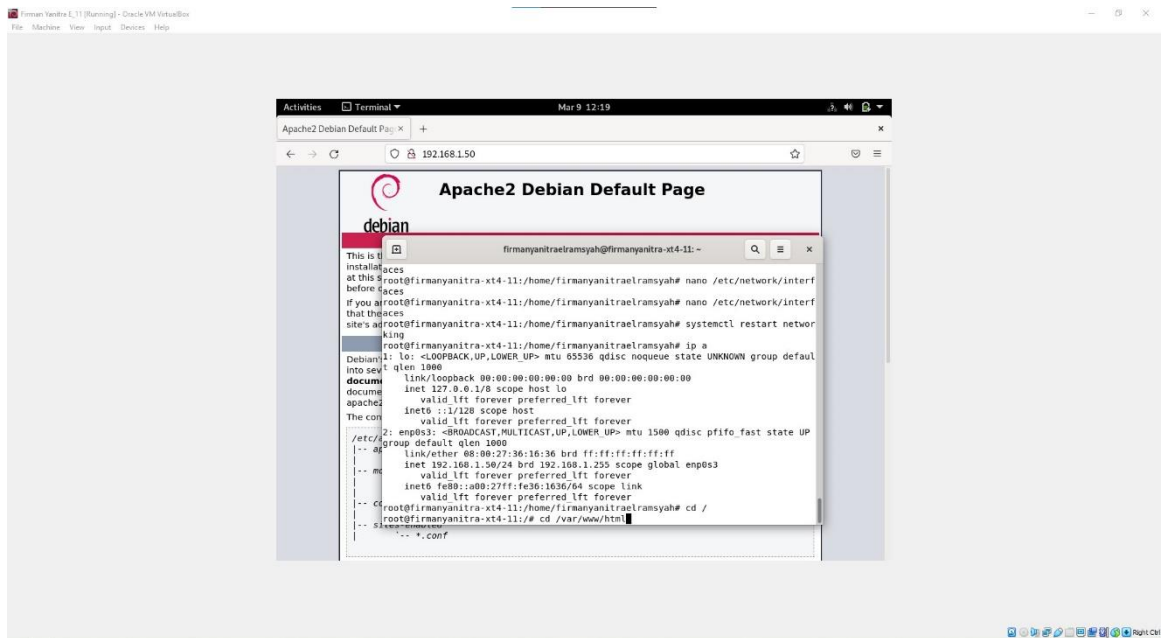 Firman Yanitra E_11 [Running] - Oracle VM VirtualBox
File Machine View Input Devices Help
Activities Terminal Mar 9 12:19
Apache2 Debian Default Pag
192.168.1.50
Apache2 Debian Default Page
debian
firmanyanitraelramsyah@firmanyanitra-xt4-11: ~
This is
installat
at this s
before
If you a
that the
site's a
Debian's
into sev
docume
docume
apache2
The con
/etc/a
|-- ap
|
|-- mo
|
|-- co
|
|-- sites-enabled
| `-- *.conf
aces
root@firmanyanitra-xt4-11:/home/firmanyanitraelramsyah# nano /etc/network/interf
aces
root@firmanyanitra-xt4-11:/home/firmanyanitraelramsyah# nano /etc/network/interf
aces
root@firmanyanitra-xt4-11:/home/firmanyanitraelramsyah# systemctl restart networ
king
root@firmanyanitra-xt4-11:/home/firmanyanitraelramsyah# ip a
1: lo: <LOOPBACK,UP,LOWER_UP> mtu 65536 qdisc noqueue state UNKNOWN group defaul
t qlen 1000
link/loopback 00:00:00:00:00:00 brd 00:00:00:00:00:00
inet 127.0.0.1/8 scope host lo
valid_lft forever preferred_lft forever
inet6 ::1/128 scope host
valid_lft forever preferred_lft forever
2: enp0s3: <BROADCAST,MULTICAST,UP,LOWER_UP> mtu 1500 qdisc pfifo_fast state UP
group default qlen 1000
link/ether 08:00:27:36:16:36 brd ff:ff:ff:ff:ff:ff
inet 192.168.1.50/24 brd 192.168.1.255 scope global enp0s3
valid_lft forever preferred_lft forever
inet6 fe80::a00:27ff:fe36:1636/64 scope link
valid_lft forever preferred_lft forever
root@firmanyanitra-xt4-11:/home/firmanyanitraelramsyah# cd /
root@firmanyanitra-xt4-11:/# cd /var/www/html
Right Ctrl